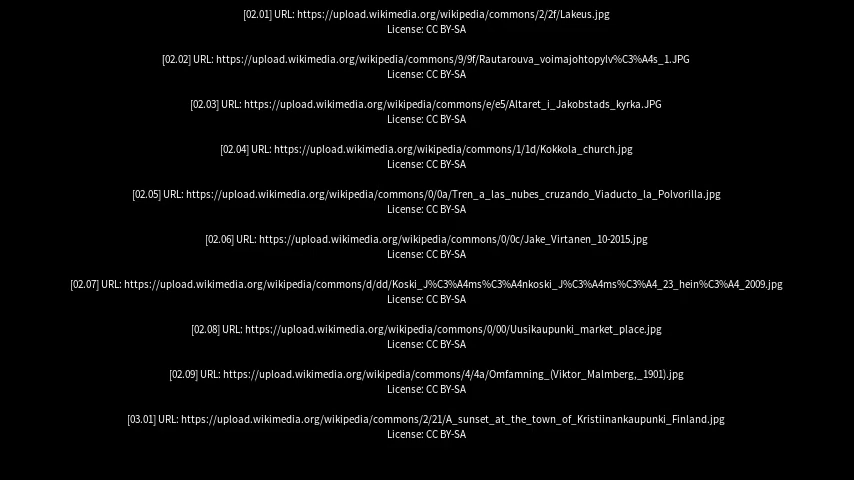 [02.01] URL: https://upload.wikimedia.org/wikipedia/commons/2/2f/Lakeus.jpg
License: CC BY-SA
[02.02] URL: https://upload.wikimedia.org/wikipedia/commons/9/9f/Rautarouva_voimajohtopylv%C3%A4s_1.JPG
License: CC BY-SA
[02.03] URL: https://upload.wikimedia.org/wikipedia/commons/e/e5/Altaret_i_Jakobstads_kyrka.JPG
License: CC BY-SA
[02.04] URL: https://upload.wikimedia.org/wikipedia/commons/1/1d/Kokkola_church.jpg
License: CC BY-SA
[02.05] URL: https://upload.wikimedia.org/wikipedia/commons/0/0a/Tren_a_las_nubes_cruzando_Viaducto_la_Polvorilla.jpg
License: CC BY-SA
[02.06] URL: https://upload.wikimedia.org/wikipedia/commons/0/0c/Jake_Virtanen_10-2015.jpg
License: CC BY-SA
[02.07] URL: https://upload.wikimedia.org/wikipedia/commons/d/dd/Koski_J%C3%A4ms%C3%A4nkoski_J%C3%A4ms%C3%A4_23_hein%C3%A4_2009.jpg
License: CC BY-SA
[02.08] URL: https://upload.wikimedia.org/wikipedia/commons/0/00/Uusikaupunki_market_place.jpg
License: CC BY-SA
[02.09] URL: https://upload.wikimedia.org/wikipedia/commons/4/4a/Omfamning_(Viktor_Malmberg,_1901).jpg
License: CC BY-SA
[03.01] URL: https://upload.wikimedia.org/wikipedia/commons/2/21/A_sunset_at_the_town_of_Kristiinankaupunki_Finland.jpg
License: CC BY-SA